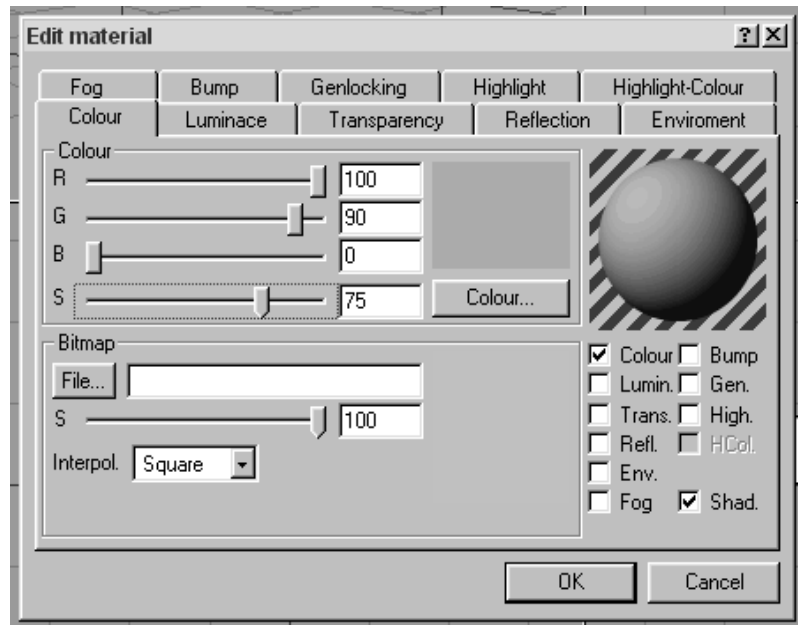 Edit material
Fog Bump Genlocking Highlight Highlight-Colour
Colour Luminace Transparency Reflection Enviroment
Colour
R 100
G 90
B 0
S 75 Colour...
Bitmap
File...
S 100
Interpol. Square
Colour Bump
Lumin. Gen.
Trans. High.
Refl. HCol.
Env.
Fog Shad.
OK Cancel